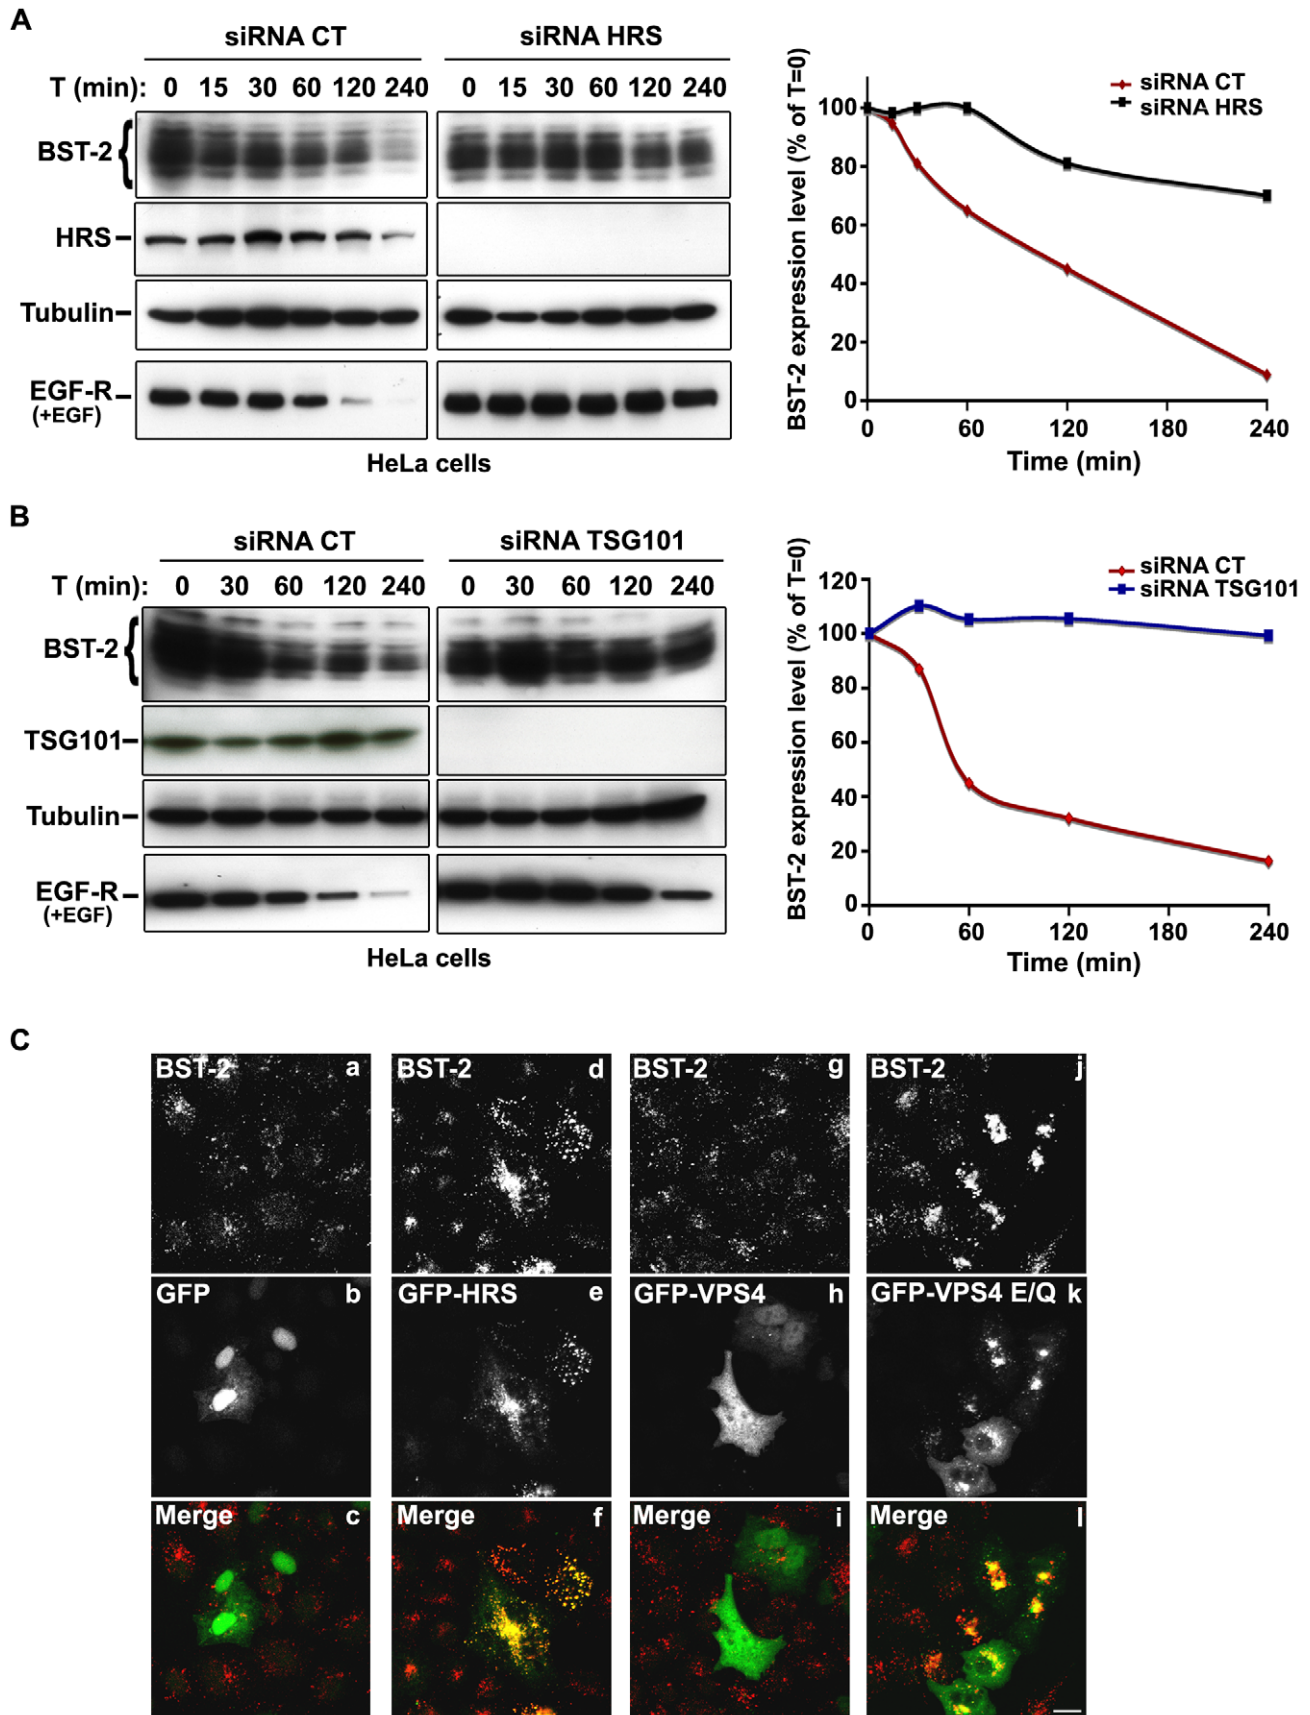 A
siRNA CT
siRNA HRS
T (min): 0 15 30 60 120 240 0 15 30 60 120 240
BST-2
HRS
Tubulin
EGF-R
(+EGF)
HeLa cells
siRNA CT
siRNA HRS
BST-2 expression level (% of T=0)
100
80
60
40
20
0
0 60 120 180 240
Time (min)
B
siRNA CT
siRNA TSG101
T (min): 0 30 60 120 240 0 30 60 120 240
BST-2
TSG101
Tubulin
EGF-R
(+EGF)
HeLa cells
siRNA CT
siRNA TSG101
BST-2 expression level (% of T=0)
120
100
80
60
40
20
0
0 60 120 180 240
Time (min)
C
BST-2 a
BST-2 d
BST-2 g
BST-2 j
GFP b
GFP-HRS e
GFP-VPS4 h
GFP-VPS4 E/Q k
Merge c
Merge f
Merge i
Merge l